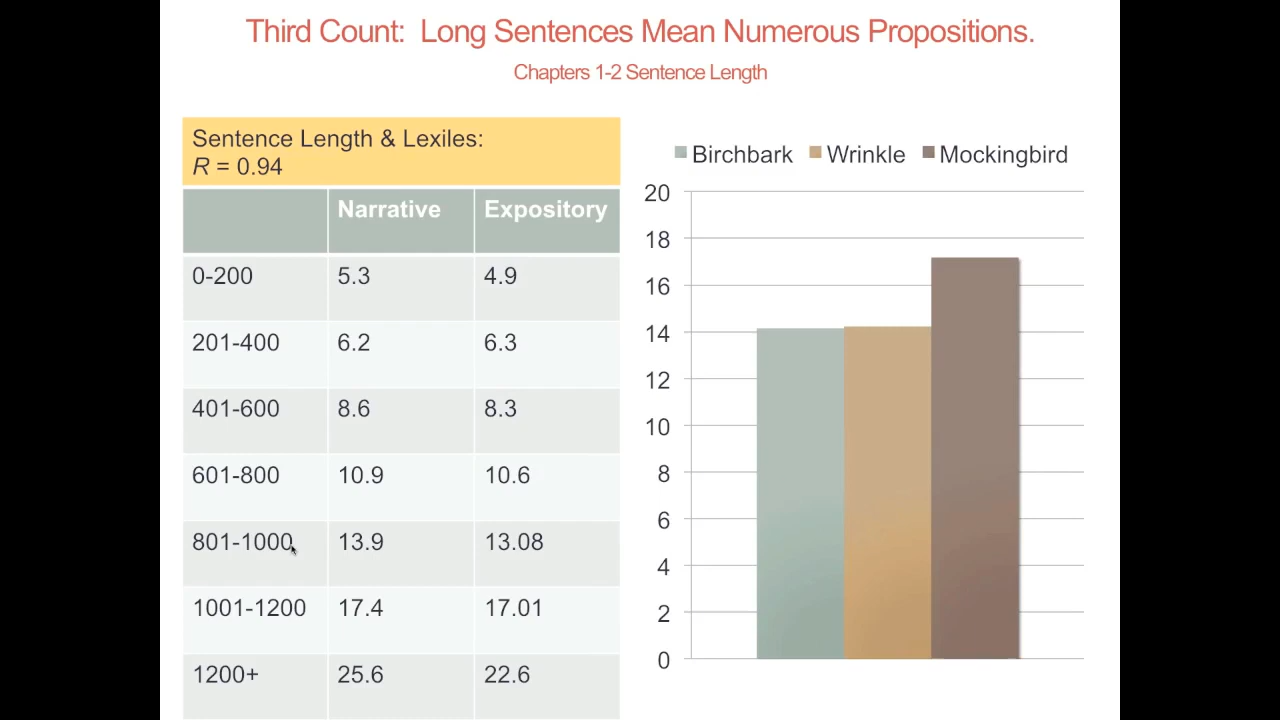 Third Count: Long Sentences Mean Numerous Propositions.
Chapters 1-2 Sentence Length
Sentence Length & Lexiles:
R = 0.94
Narrative Expository
0-200 5.3 4.9
201-400 6.2 6.3
401-600 8.6 8.3
601-800 10.9 10.6
801-1000 13.9 13.08
1001-1200 17.4 17.01
1200+ 25.6 22.6
Birchbark Wrinkle Mockingbird
20
18
16
14
12
10
8
6
4
2
0